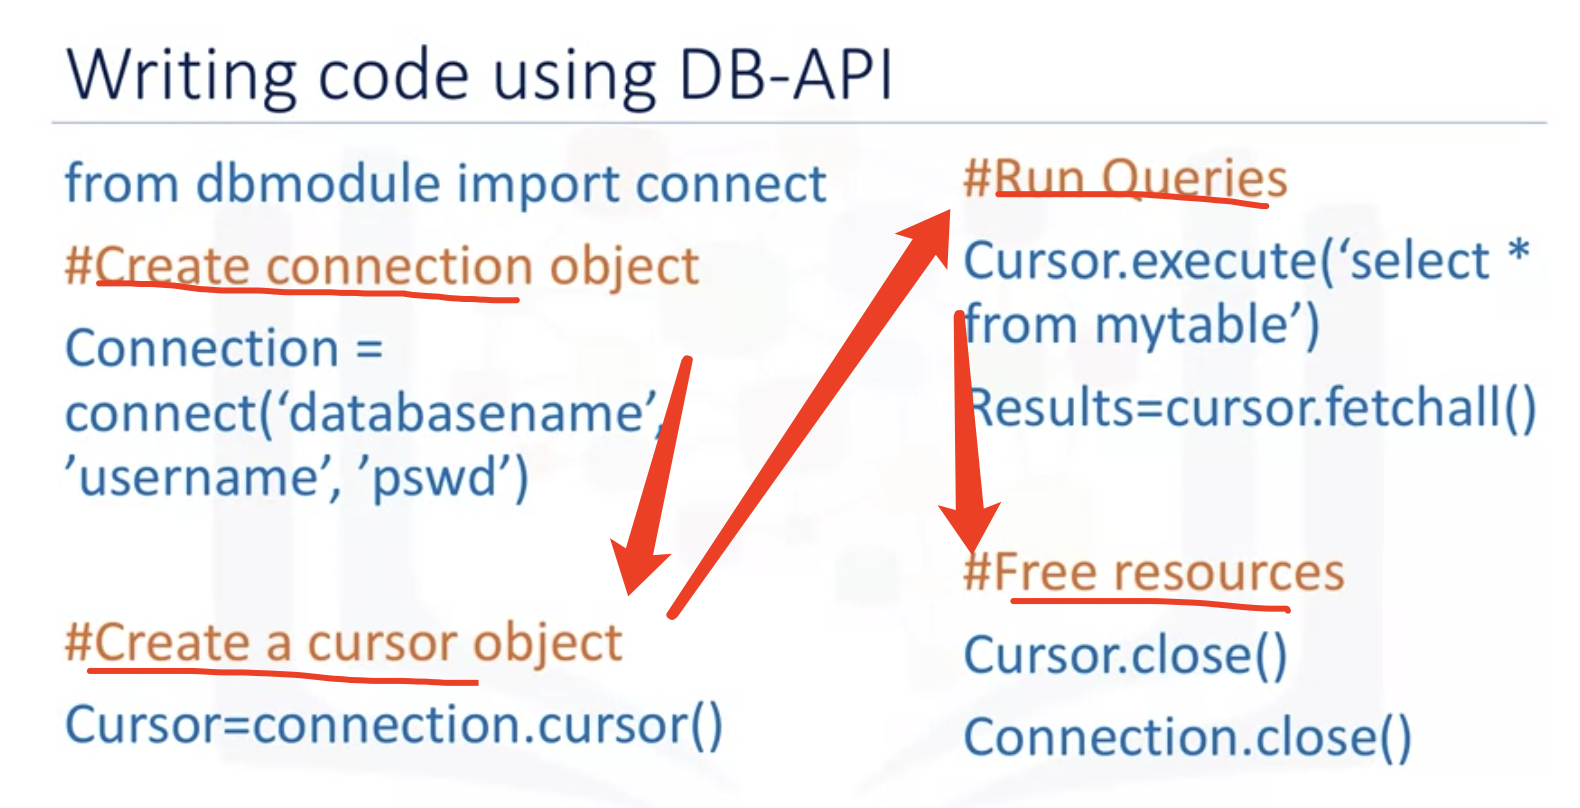 Writing code using DB-API
from dbmodule import connect
#Create connection object
Connection =
connect(‘databasename’,
’username’, ’pswd’)
#Create a cursor object
Cursor=connection.cursor()
#Run Queries
Cursor.execute(‘select *
from mytable’)
Results=cursor.fetchall()
#Free resources
Cursor.close()
Connection.close()